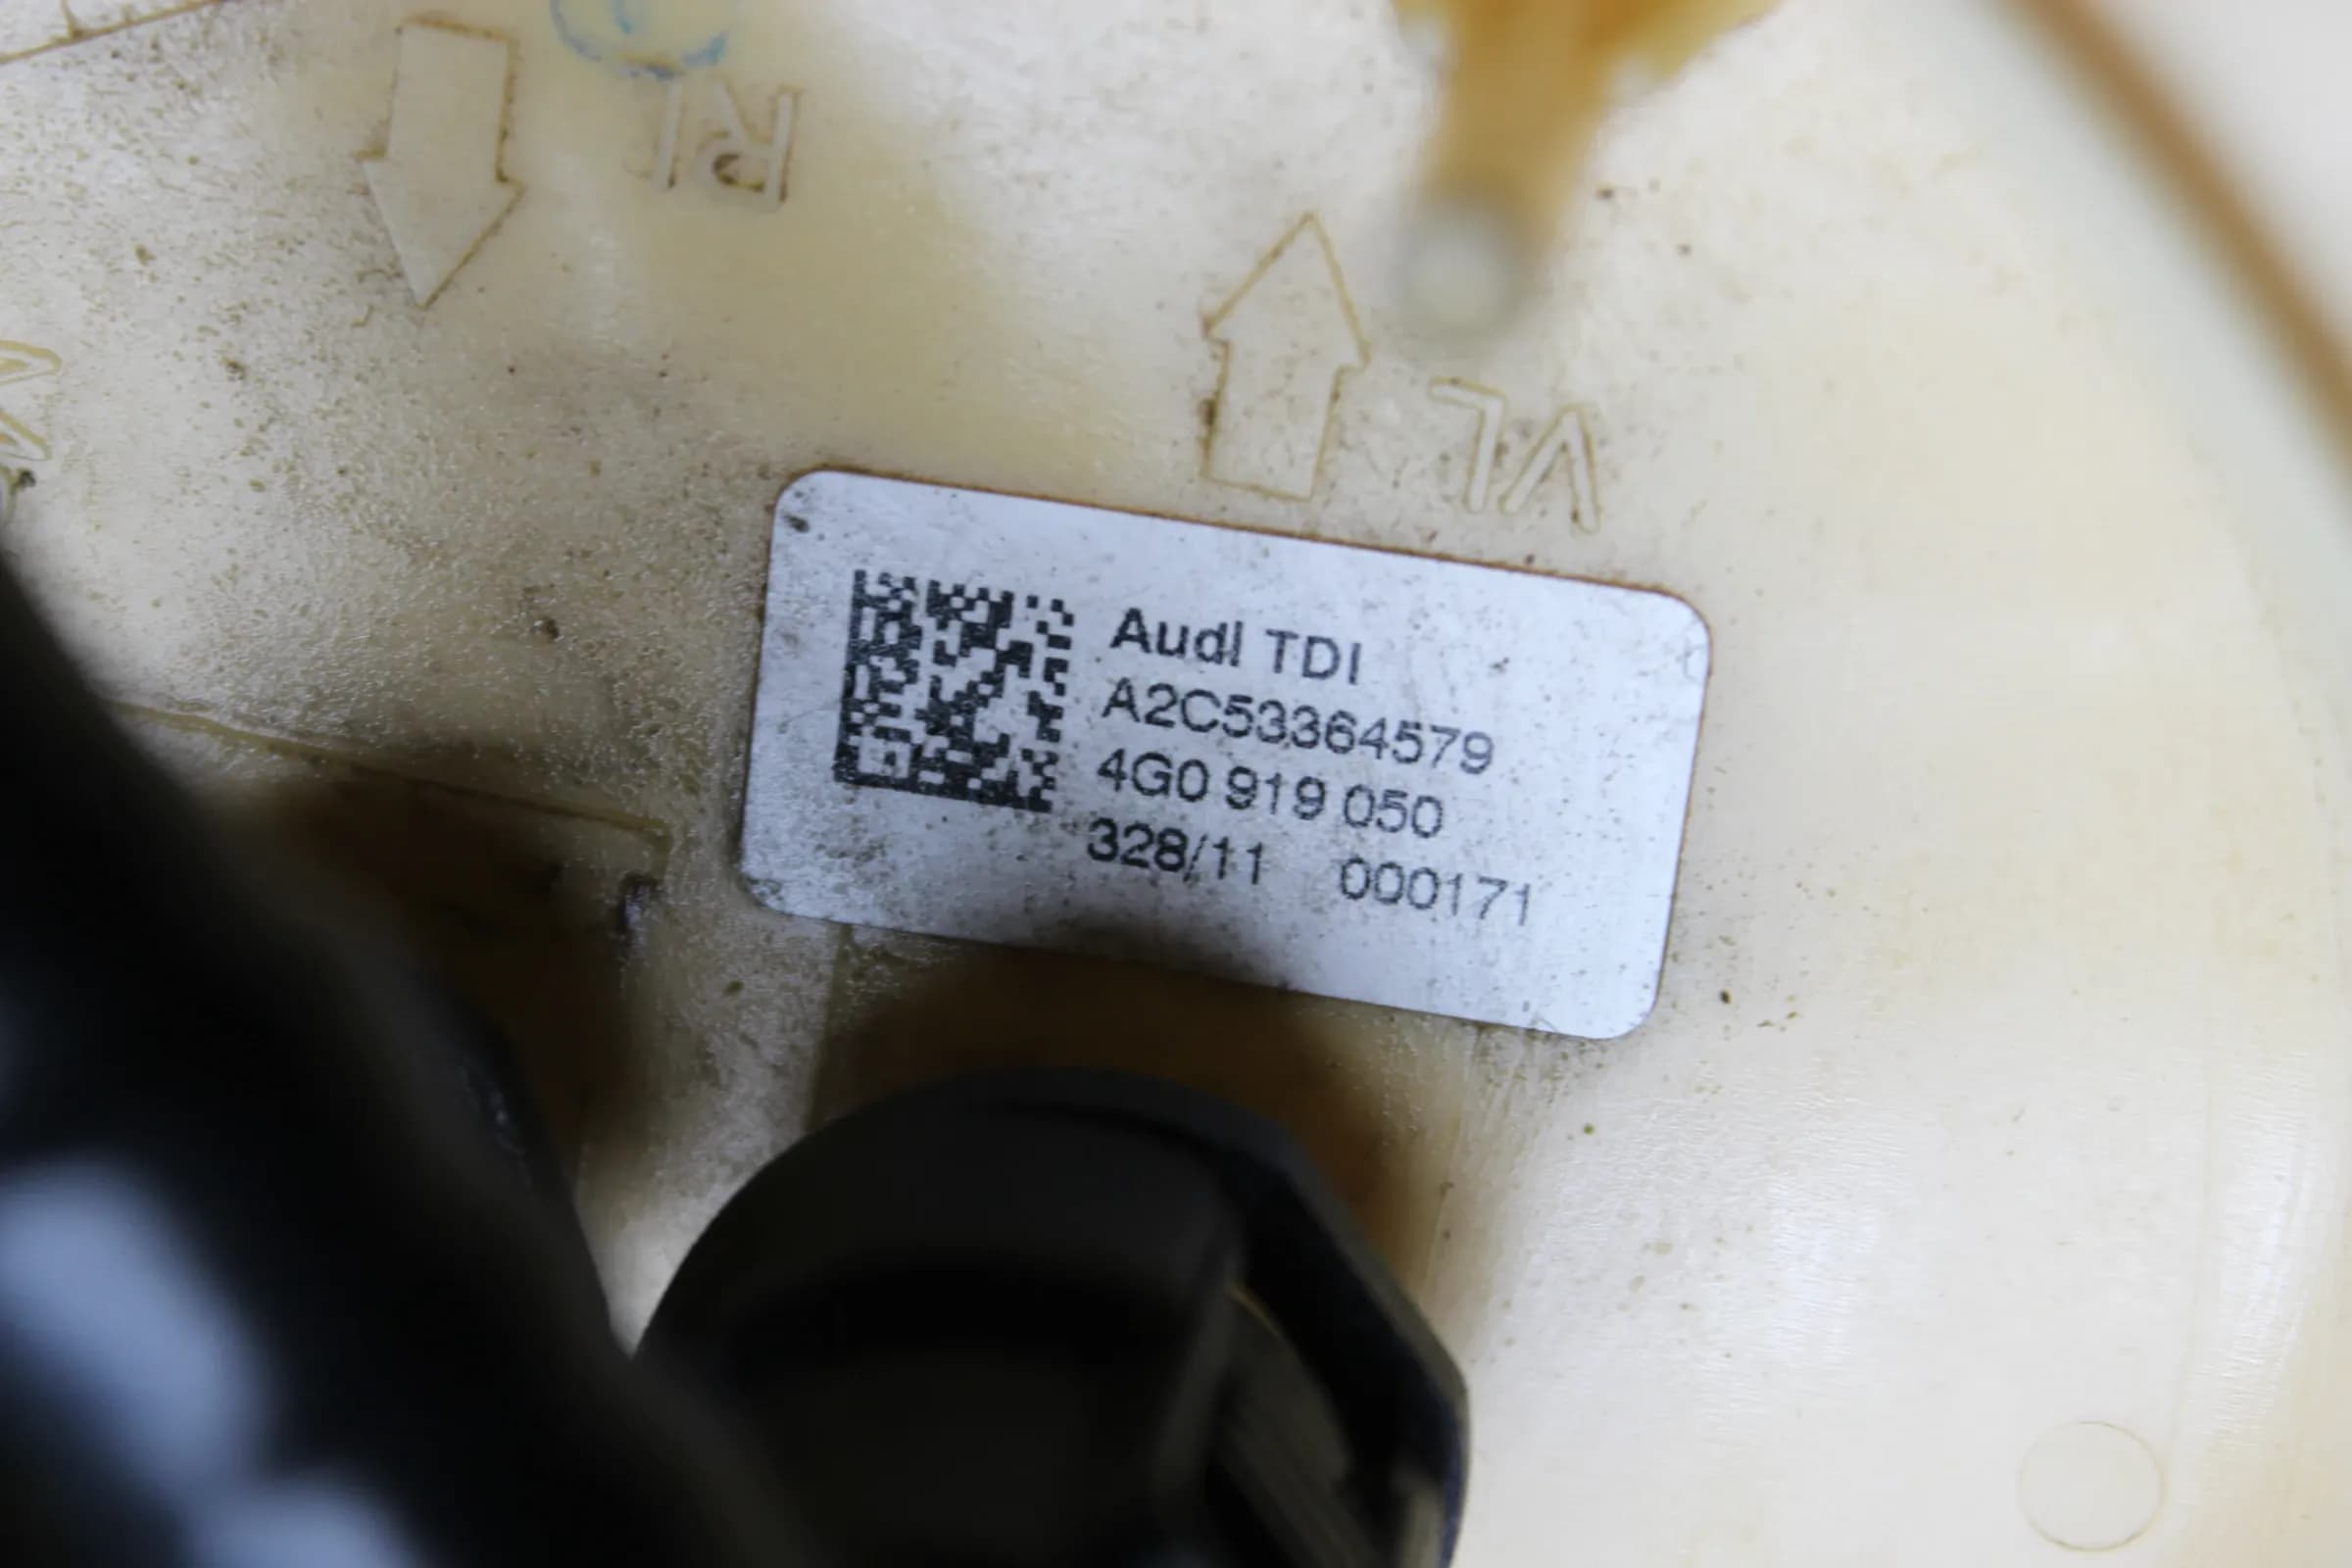 RL
VL
Audi TDI
A2C53364579
4G0 919 050
328/11 000171